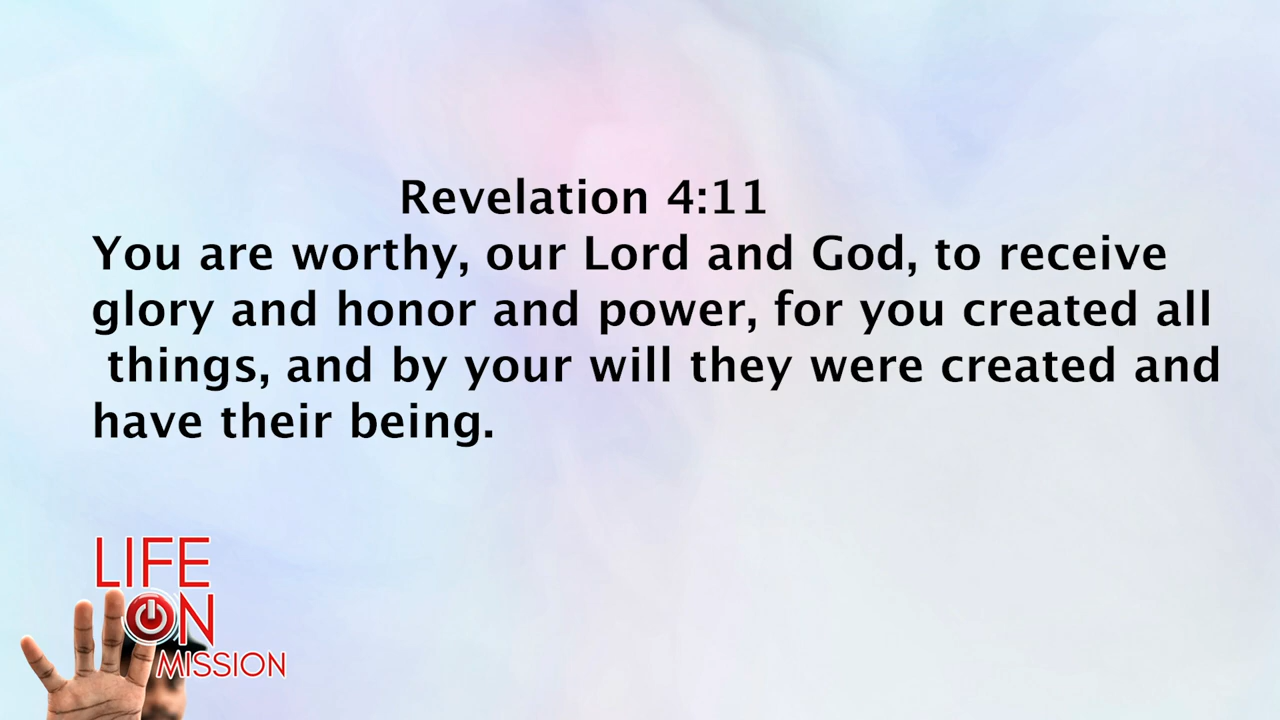 Revelation 4:11
You are worthy, our Lord and God, to receive
glory and honor and power, for you created all
things, and by your will they were created and
have their being.
LIFE
ON
MISSION